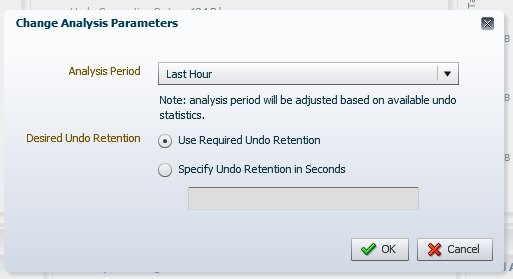 Change Analysis Parameters
Analysis Period
Last Hour
Note: analysis period will be adjusted based on available undo
statistics.
Desired Undo Retention
Use Required Undo Retention
Specify Undo Retention in Seconds
OK
Cancel